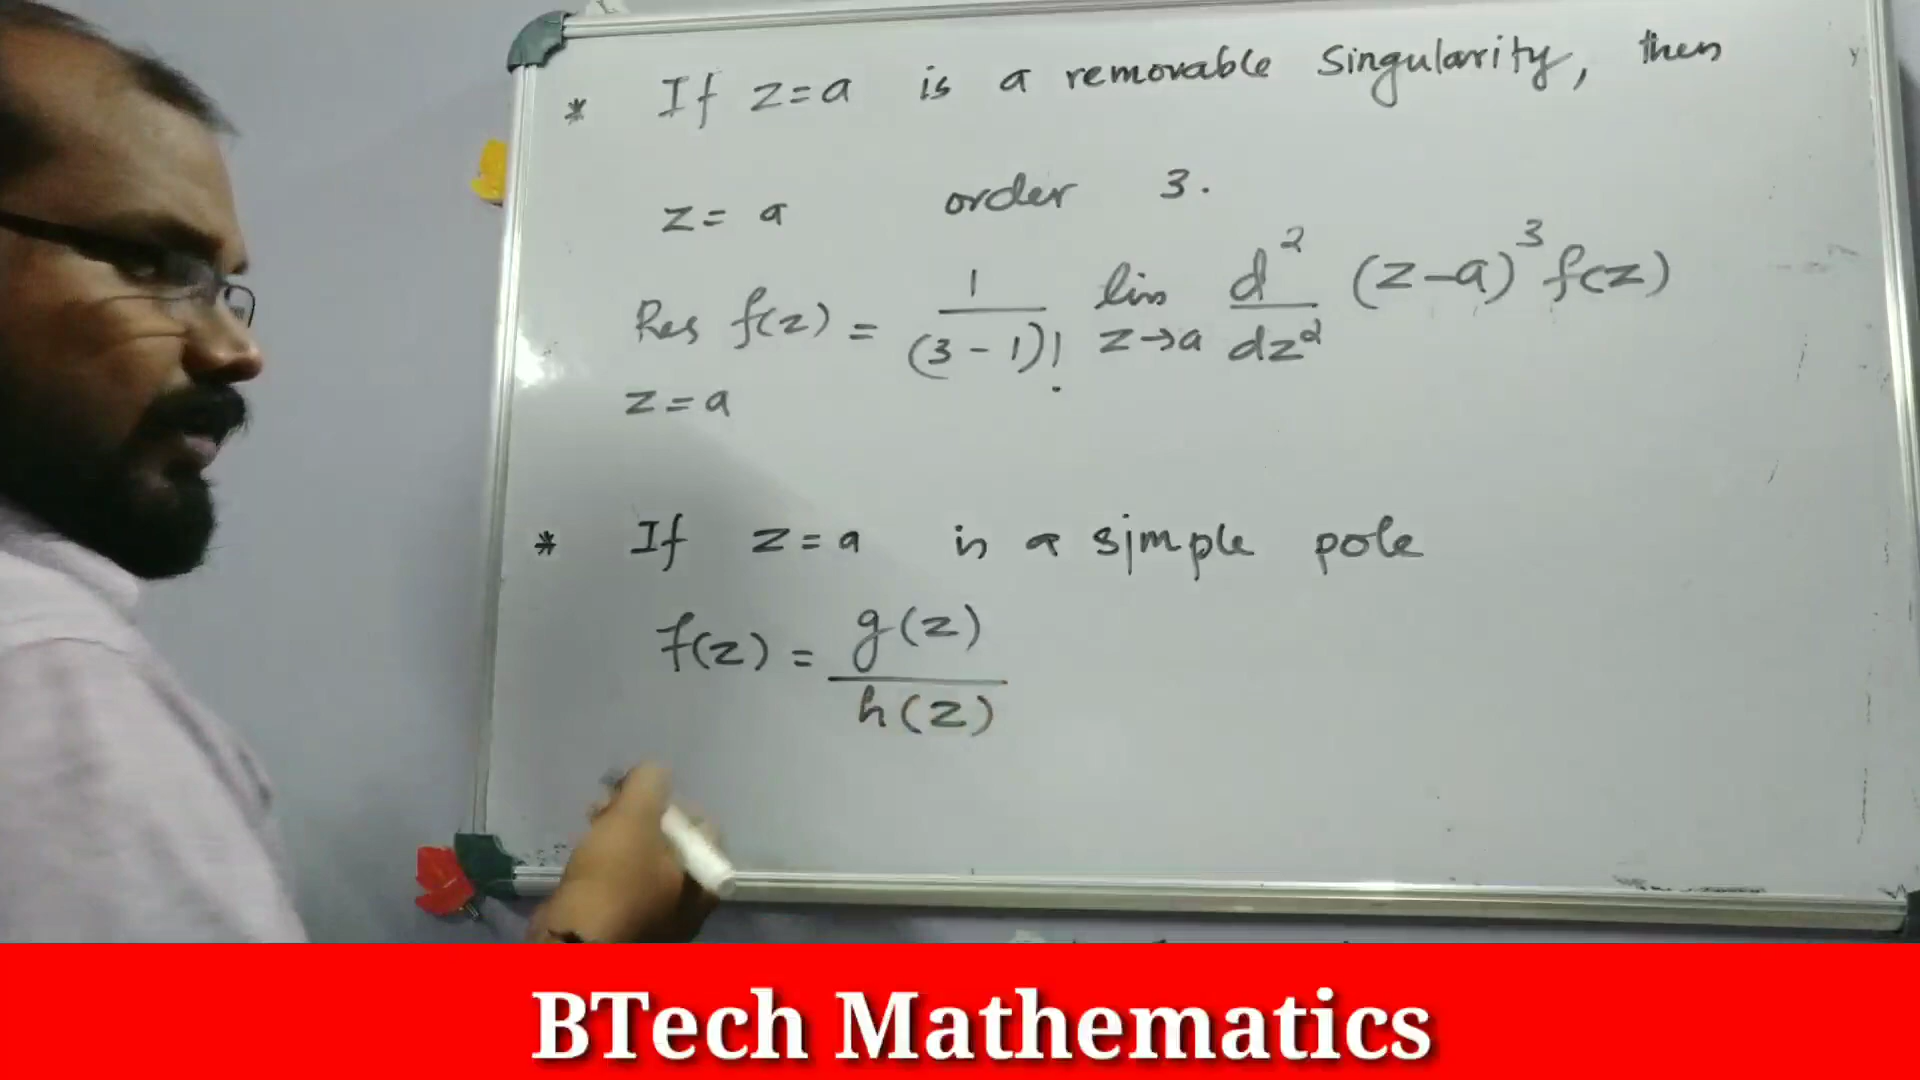 * If z=a is a removable singularity, then
z= a order 3.
Res f(z) = 1/(3-1)! lim z→a d²/dz² (z-a)³ f(z)
z=a
* If z=a is a simple pole
f(z) = g(z)/h(z)
BTech Mathematics